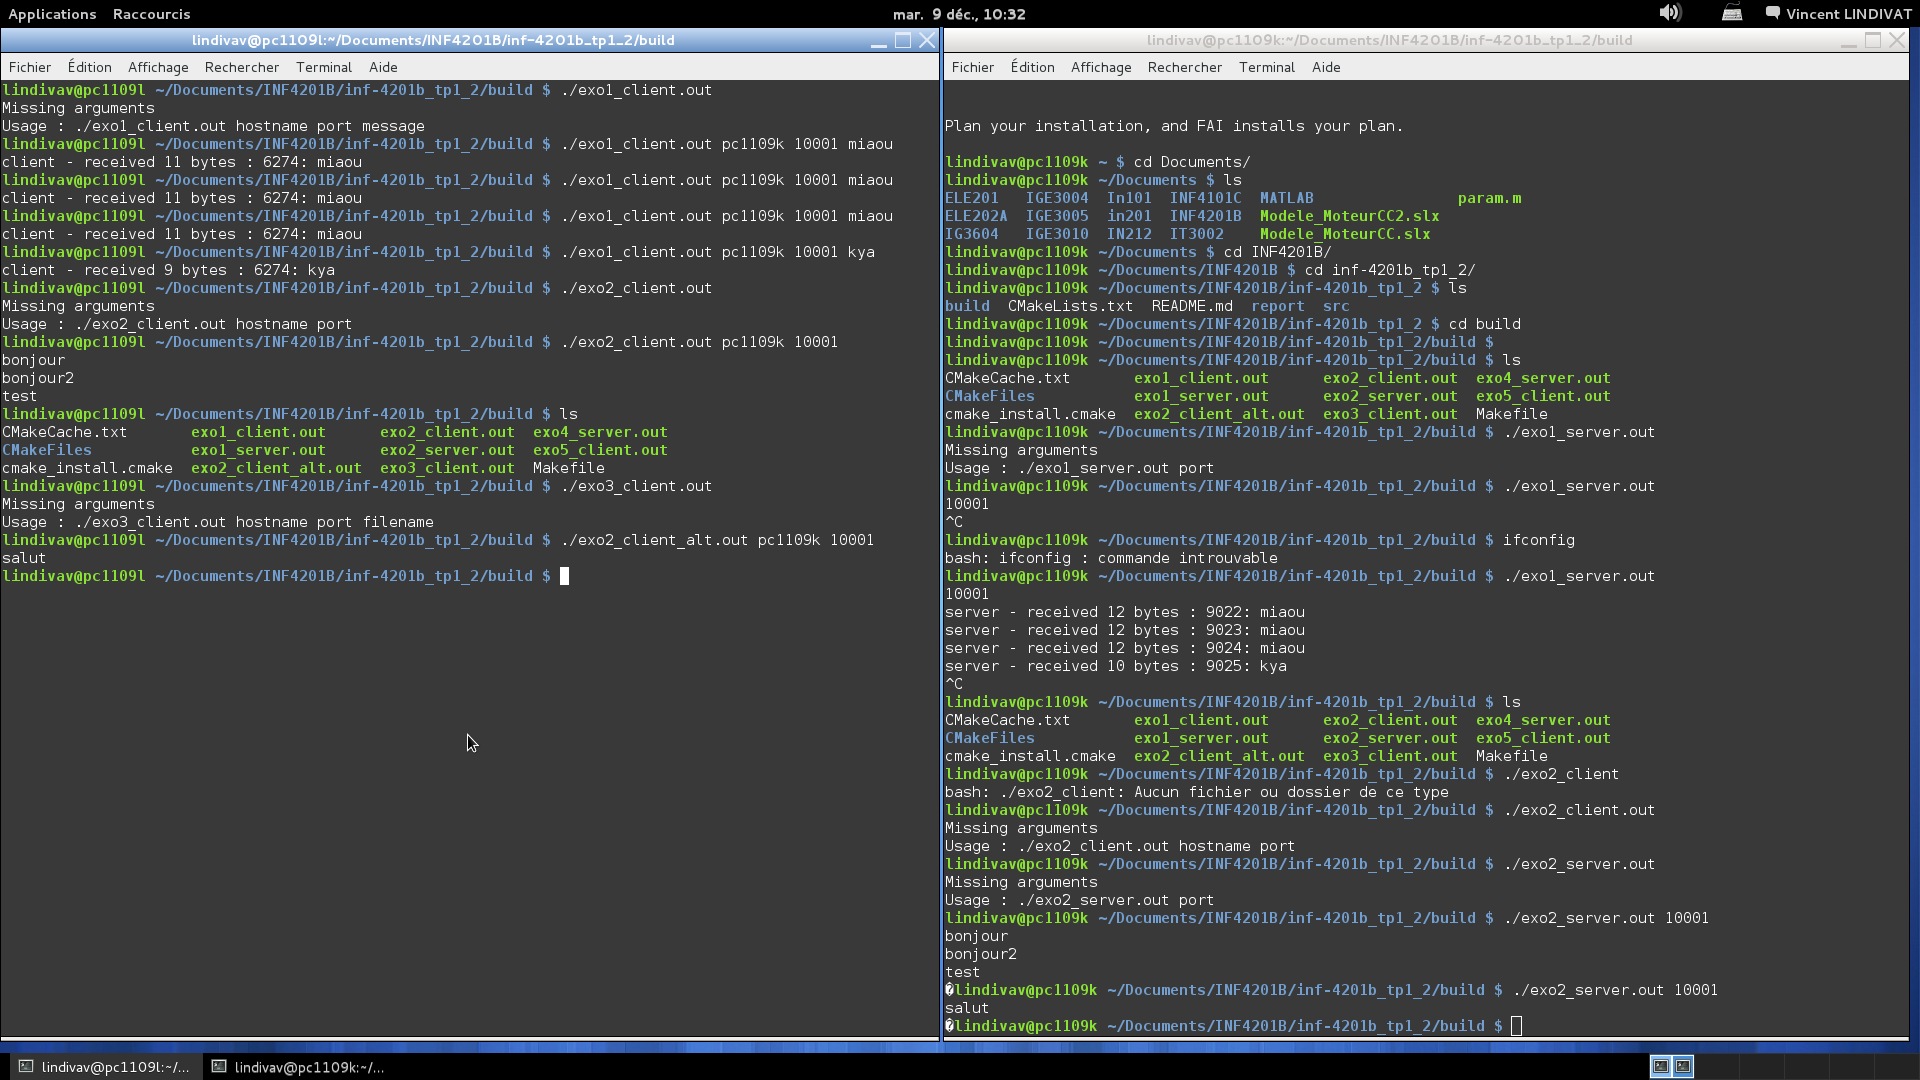 Applications Raccourcis mar. 9 déc., 10:32 Vincent LINDIVAT
lindivav@pc1109l:~/Documents/INF4201B/inf-4201b_tp1_2/build
Fichier Édition Affichage Rechercher Terminal Aide
lindivav@pc1109l ~/Documents/INF4201B/inf-4201b_tp1_2/build $ ./exo1_client.out
Missing arguments
Usage : ./exo1_client.out hostname port message
lindivav@pc1109l ~/Documents/INF4201B/inf-4201b_tp1_2/build $ ./exo1_client.out pc1109k 10001 miaou
client - received 11 bytes : 6274: miaou
lindivav@pc1109l ~/Documents/INF4201B/inf-4201b_tp1_2/build $ ./exo1_client.out pc1109k 10001 miaou
client - received 11 bytes : 6274: miaou
lindivav@pc1109l ~/Documents/INF4201B/inf-4201b_tp1_2/build $ ./exo1_client.out pc1109k 10001 miaou
client - received 11 bytes : 6274: miaou
lindivav@pc1109l ~/Documents/INF4201B/inf-4201b_tp1_2/build $ ./exo1_client.out pc1109k 10001 kya
client - received 9 bytes : 6274: kya
lindivav@pc1109l ~/Documents/INF4201B/inf-4201b_tp1_2/build $ ./exo2_client.out
Missing arguments
Usage : ./exo2_client.out hostname port
lindivav@pc1109l ~/Documents/INF4201B/inf-4201b_tp1_2/build $ ./exo2_client.out pc1109k 10001
bonjour
bonjour2
test
lindivav@pc1109l ~/Documents/INF4201B/inf-4201b_tp1_2/build $ ls
CMakeCache.txt exo1_client.out exo2_client.out exo4_server.out
CMakeFiles exo1_server.out exo2_server.out exo5_client.out
cmake_install.cmake exo2_client_alt.out exo3_client.out Makefile
lindivav@pc1109l ~/Documents/INF4201B/inf-4201b_tp1_2/build $ ./exo3_client.out
Missing arguments
Usage : ./exo3_client.out hostname port filename
lindivav@pc1109l ~/Documents/INF4201B/inf-4201b_tp1_2/build $ ./exo2_client_alt.out pc1109k 10001
salut
lindivav@pc1109l ~/Documents/INF4201B/inf-4201b_tp1_2/build $
lindivav@pc1109k:~/Documents/INF4201B/inf-4201b_tp1_2/build
Fichier Édition Affichage Rechercher Terminal Aide
Plan your installation, and FAI installs your plan.
lindivav@pc1109k ~ $ cd Documents/
lindivav@pc1109k ~/Documents $ ls
ELE201 IGE3004 In101 INF4101C MATLAB param.m
ELE202A IGE3005 in201 INF4201B Modele_MoteurCC2.slx
IG3604 IGE3010 IN212 IT3002 Modele_MoteurCC.slx
lindivav@pc1109k ~/Documents $ cd INF4201B/
lindivav@pc1109k ~/Documents/INF4201B $ cd inf-4201b_tp1_2/
lindivav@pc1109k ~/Documents/INF4201B/inf-4201b_tp1_2 $ ls
build CMakeLists.txt README.md report src
lindivav@pc1109k ~/Documents/INF4201B/inf-4201b_tp1_2 $ cd build
lindivav@pc1109k ~/Documents/INF4201B/inf-4201b_tp1_2/build $
lindivav@pc1109k ~/Documents/INF4201B/inf-4201b_tp1_2/build $ ls
CMakeCache.txt exo1_client.out exo2_client.out exo4_server.out
CMakeFiles exo1_server.out exo2_server.out exo5_client.out
cmake_install.cmake exo2_client_alt.out exo3_client.out Makefile
lindivav@pc1109k ~/Documents/INF4201B/inf-4201b_tp1_2/build $ ./exo1_server.out
Missing arguments
Usage : ./exo1_server.out port
lindivav@pc1109k ~/Documents/INF4201B/inf-4201b_tp1_2/build $ ./exo1_server.out
10001
^C
lindivav@pc1109k ~/Documents/INF4201B/inf-4201b_tp1_2/build $ ifconfig
bash: ifconfig : commande introuvable
lindivav@pc1109k ~/Documents/INF4201B/inf-4201b_tp1_2/build $ ./exo1_server.out
10001
server - received 12 bytes : 9022: miaou
server - received 12 bytes : 9023: miaou
server - received 12 bytes : 9024: miaou
server - received 10 bytes : 9025: kya
^C
lindivav@pc1109k ~/Documents/INF4201B/inf-4201b_tp1_2/build $ ls
CMakeCache.txt exo1_client.out exo2_client.out exo4_server.out
CMakeFiles exo1_server.out exo2_server.out exo5_client.out
cmake_install.cmake exo2_client_alt.out exo3_client.out Makefile
lindivav@pc1109k ~/Documents/INF4201B/inf-4201b_tp1_2/build $ ./exo2_client
bash: ./exo2_client: Aucun fichier ou dossier de ce type
lindivav@pc1109k ~/Documents/INF4201B/inf-4201b_tp1_2/build $ ./exo2_client.out
Missing arguments
Usage : ./exo2_client.out hostname port
lindivav@pc1109k ~/Documents/INF4201B/inf-4201b_tp1_2/build $ ./exo2_server.out
Missing arguments
Usage : ./exo2_server.out port
lindivav@pc1109k ~/Documents/INF4201B/inf-4201b_tp1_2/build $ ./exo2_server.out 10001
bonjour
bonjour2
test
�lindivav@pc1109k ~/Documents/INF4201B/inf-4201b_tp1_2/build $ ./exo2_server.out 10001
salut
�lindivav@pc1109k ~/Documents/INF4201B/inf-4201b_tp1_2/build $
lindivav@pc1109l:~/... lindivav@pc1109k:~/...